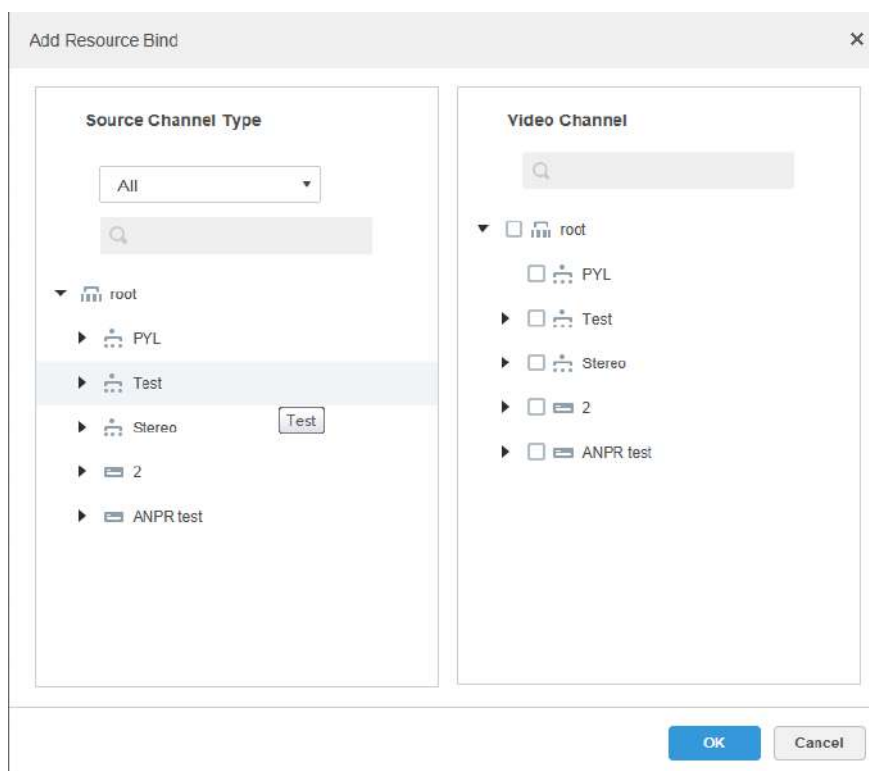 Add Resource Bind
Source Channel Type
All
root
PYL
Test
Stereo
Test
2
ANPR test
Video Channel
root
PYL
Test
Stereo
2
ANPR test
OK
Cancel